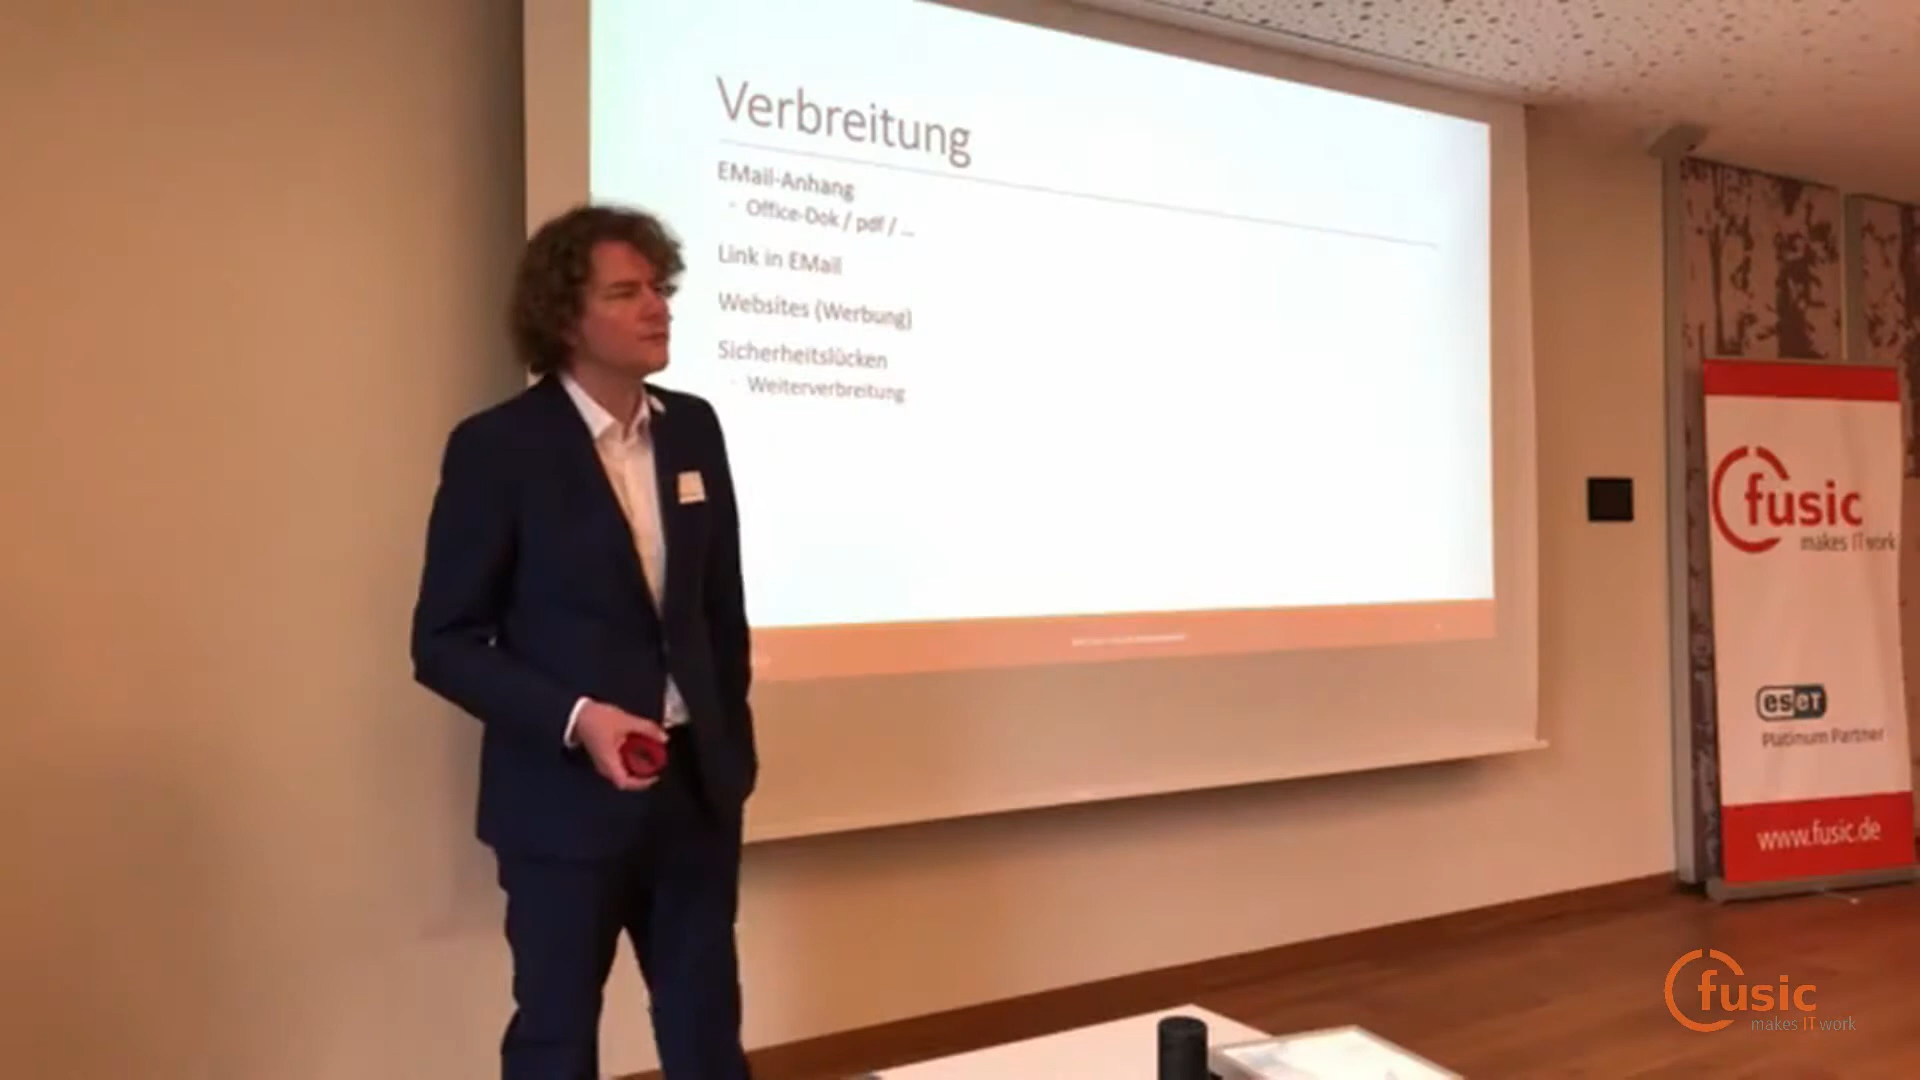 Verbreitung
EMail-Anhang
- Office-Dok / pdf / ...
Link in EMail
Websites (Werbung)
Sicherheitslücken
- Weiterverbreitung
fusic
makes IT work
eseT
Platinum Partner
www.fusic.de
fusic
makes IT work